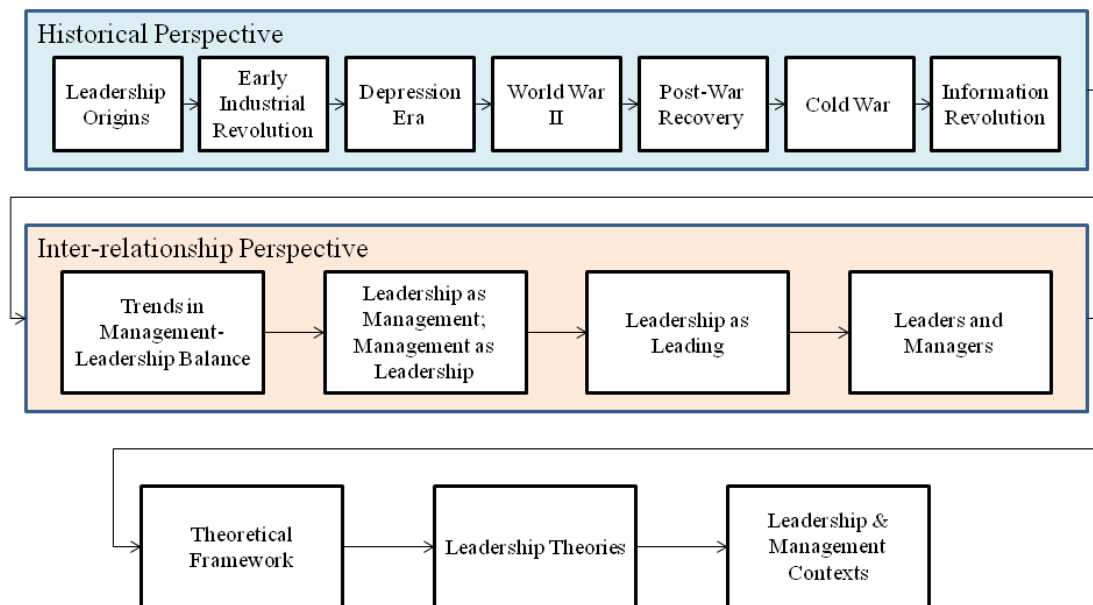 Historical Perspective
Leadership
Origins
Early
Industrial
Revolution
Depression
Era
World War
II
Post-War
Recovery
Cold War
Information
Revolution
Inter-relationship Perspective
Trends in
Management-
Leadership Balance
Leadership as
Management;
Management as
Leadership
Leadership as
Leading
Leaders and
Managers
Theoretical
Framework
Leadership Theories
Leadership &
Management
Contexts